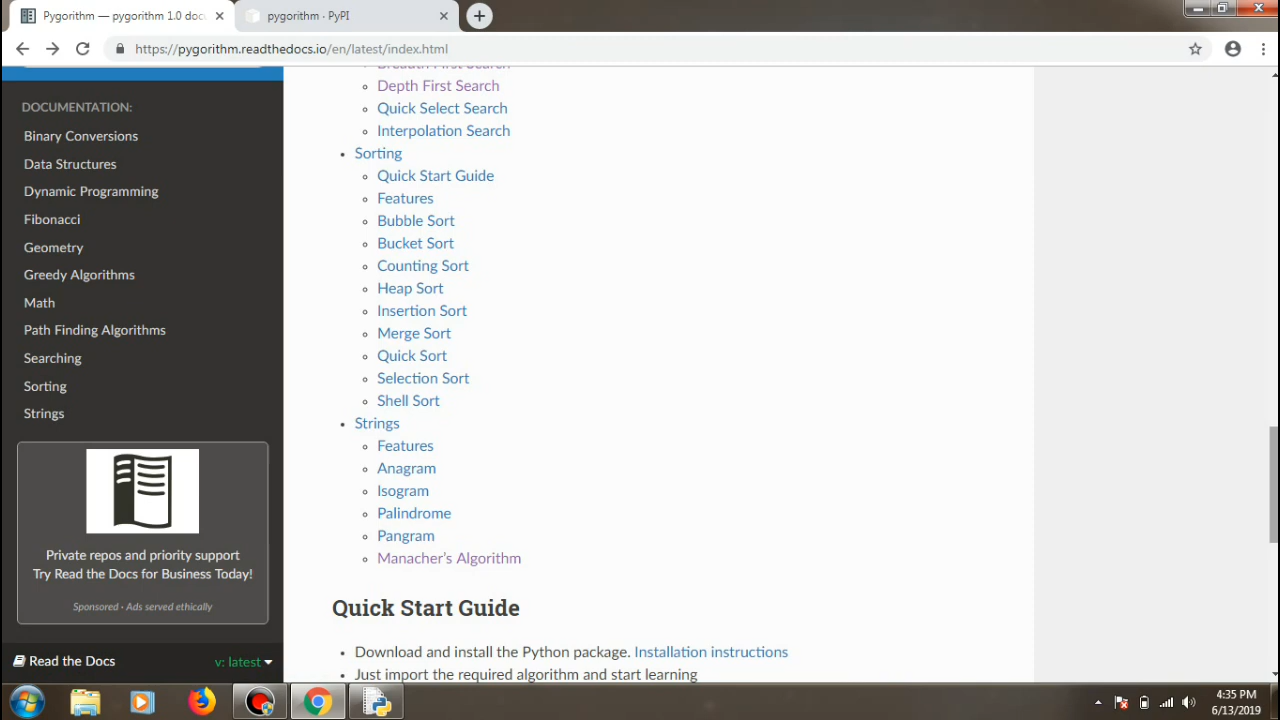 Pygorithm — pygorithm 1.0 doc
pygorithm · PyPI
https://pygorithm.readthedocs.io/en/latest/index.html
DOCUMENTATION:
Binary Conversions
Data Structures
Dynamic Programming
Fibonacci
Geometry
Greedy Algorithms
Math
Path Finding Algorithms
Searching
Sorting
Strings
Private repos and priority support
Try Read the Docs for Business Today!
Sponsored · Ads served ethically
Read the Docs
v: latest
Breadth First Search
Depth First Search
Quick Select Search
Interpolation Search
Sorting
Quick Start Guide
Features
Bubble Sort
Bucket Sort
Counting Sort
Heap Sort
Insertion Sort
Merge Sort
Quick Sort
Selection Sort
Shell Sort
Strings
Features
Anagram
Isogram
Palindrome
Pangram
Manacher's Algorithm
Quick Start Guide
Download and install the Python package. Installation instructions
Just import the required algorithm and start learning
4:35 PM
6/13/2019